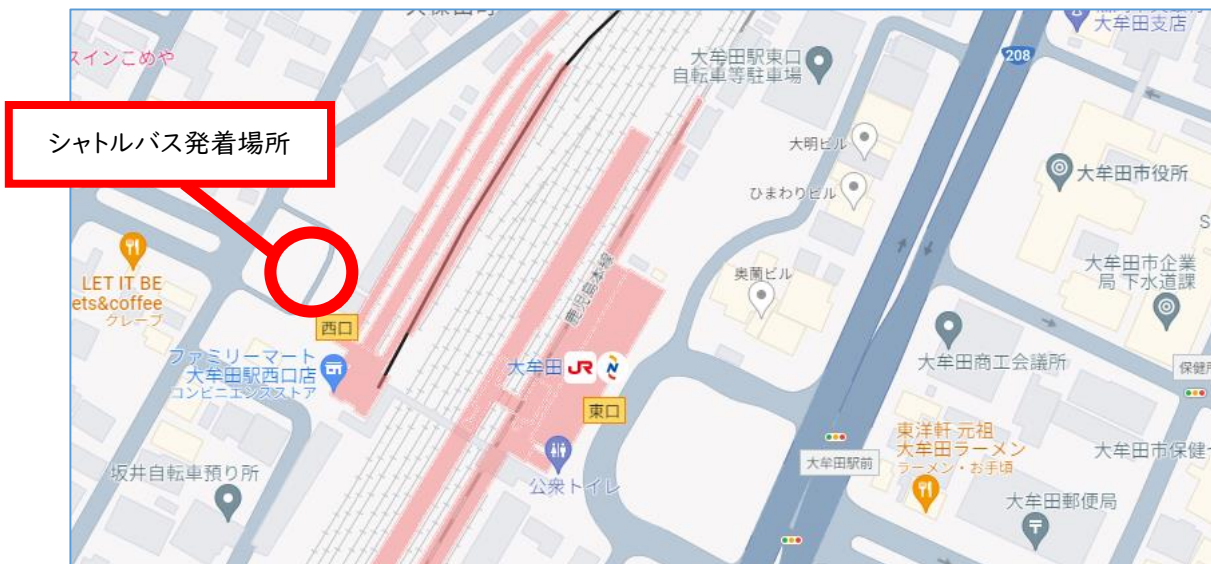 大牟田支店
スインこめや
大牟田駅東口
自転車等駐車場
208
シャトルバス発着場所
大明ビル
大牟田市役所
ひまわりビル
S
LET IT BE
ets&coffee
クレープ
鹿児島本線
奥薗ビル
大牟田市企業
局 下水道課
西口
ファミリーマート
大牟田駅西口店
コンビニエンスストア
大牟田
JR
大牟田商工会議所
保健所
東口
東洋軒 元祖
大牟田ラーメン
ラーメン・お手頃
大牟田駅前
大牟田市保健
坂井自転車預り所
公衆トイレ
大牟田郵便局